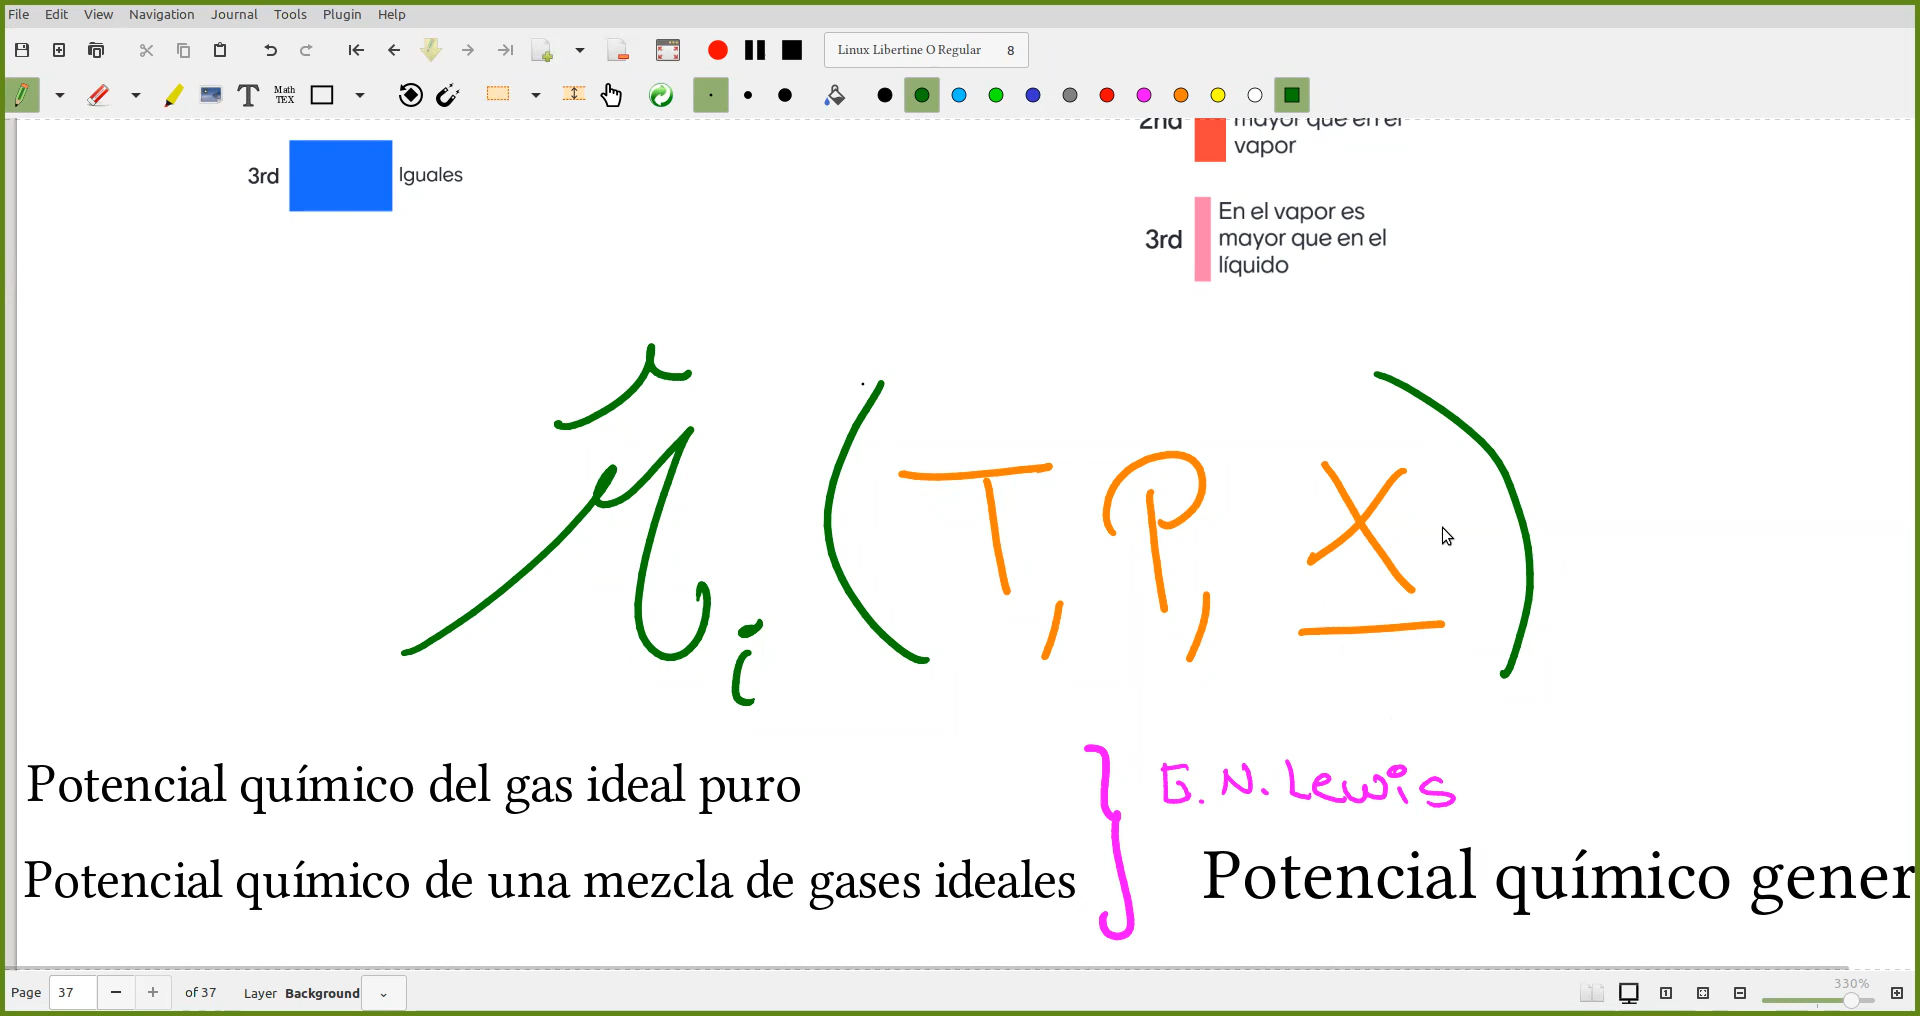 File Edit View Navigation Journal Tools Plugin Help
Linux Libertine O Regular 8
Math
TEX
3rd Iguales
2nd mayor que en el
vapor
3rd En el vapor es
mayor que en el
líquido
μ̂i (T, P, X)
Potencial químico del gas ideal puro
G. N. Lewis
Potencial químico de una mezcla de gases ideales
Potencial químico gener
Page 37 of 37 Layer Background 330%